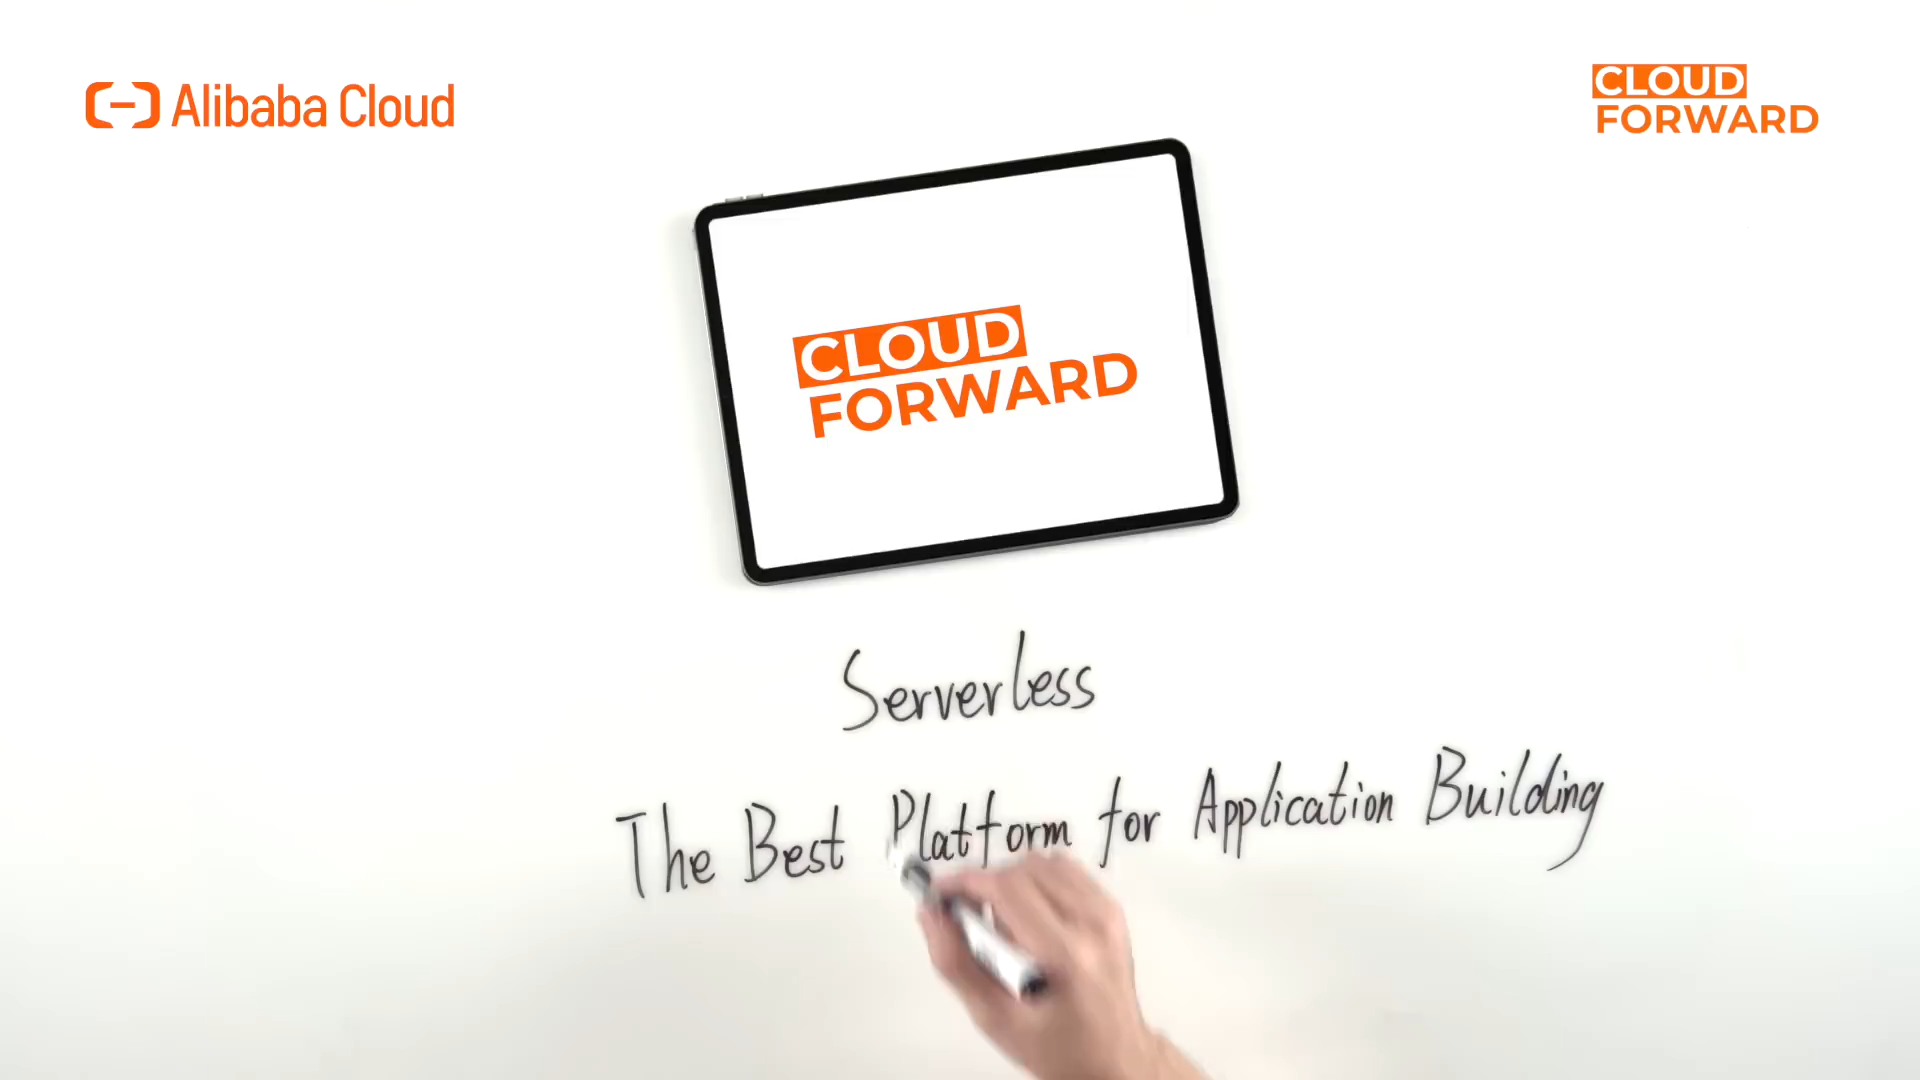 Alibaba Cloud
CLOUD
FORWARD
CLOUD
FORWARD
Serverless
The Best Platform for Application Building